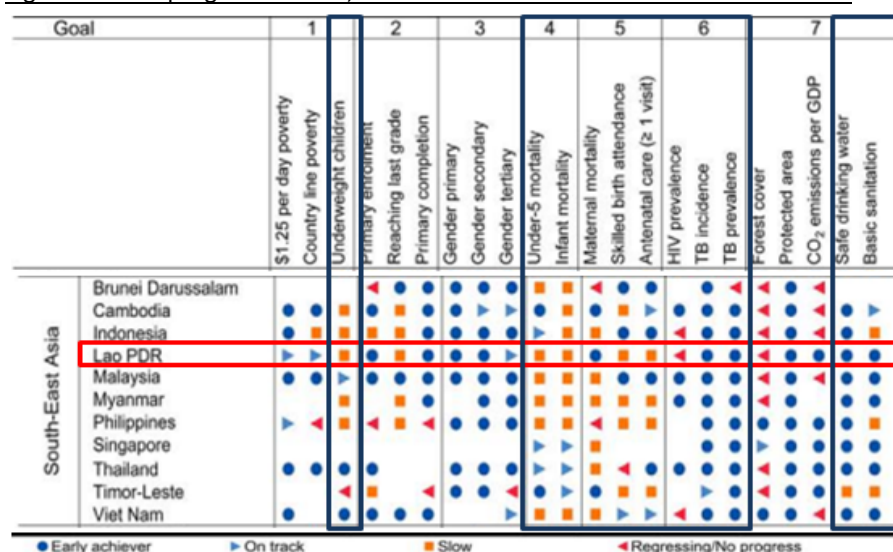 Goal 1 2 3 4 5 6 7
$1.25 per day poverty
Country line poverty
Underweight children
Primary enrolment
Reaching last grade
Primary completion
Gender primary
Gender secondary
Gender tertiary
Under-5 mortality
Infant mortality
Maternal mortality
Skilled birth attendance
Antenatal care (≥ 1 visit)
HIV prevalence
TB incidence
TB prevalence
Forest cover
Protected area
CO₂ emissions per GDP
Safe drinking water
Basic sanitation
South-East Asia
Brunei Darussalam
Cambodia
Indonesia
Lao PDR
Malaysia
Myanmar
Philippines
Singapore
Thailand
Timor-Leste
Viet Nam
Early achiever On track Slow Regressing/No progress